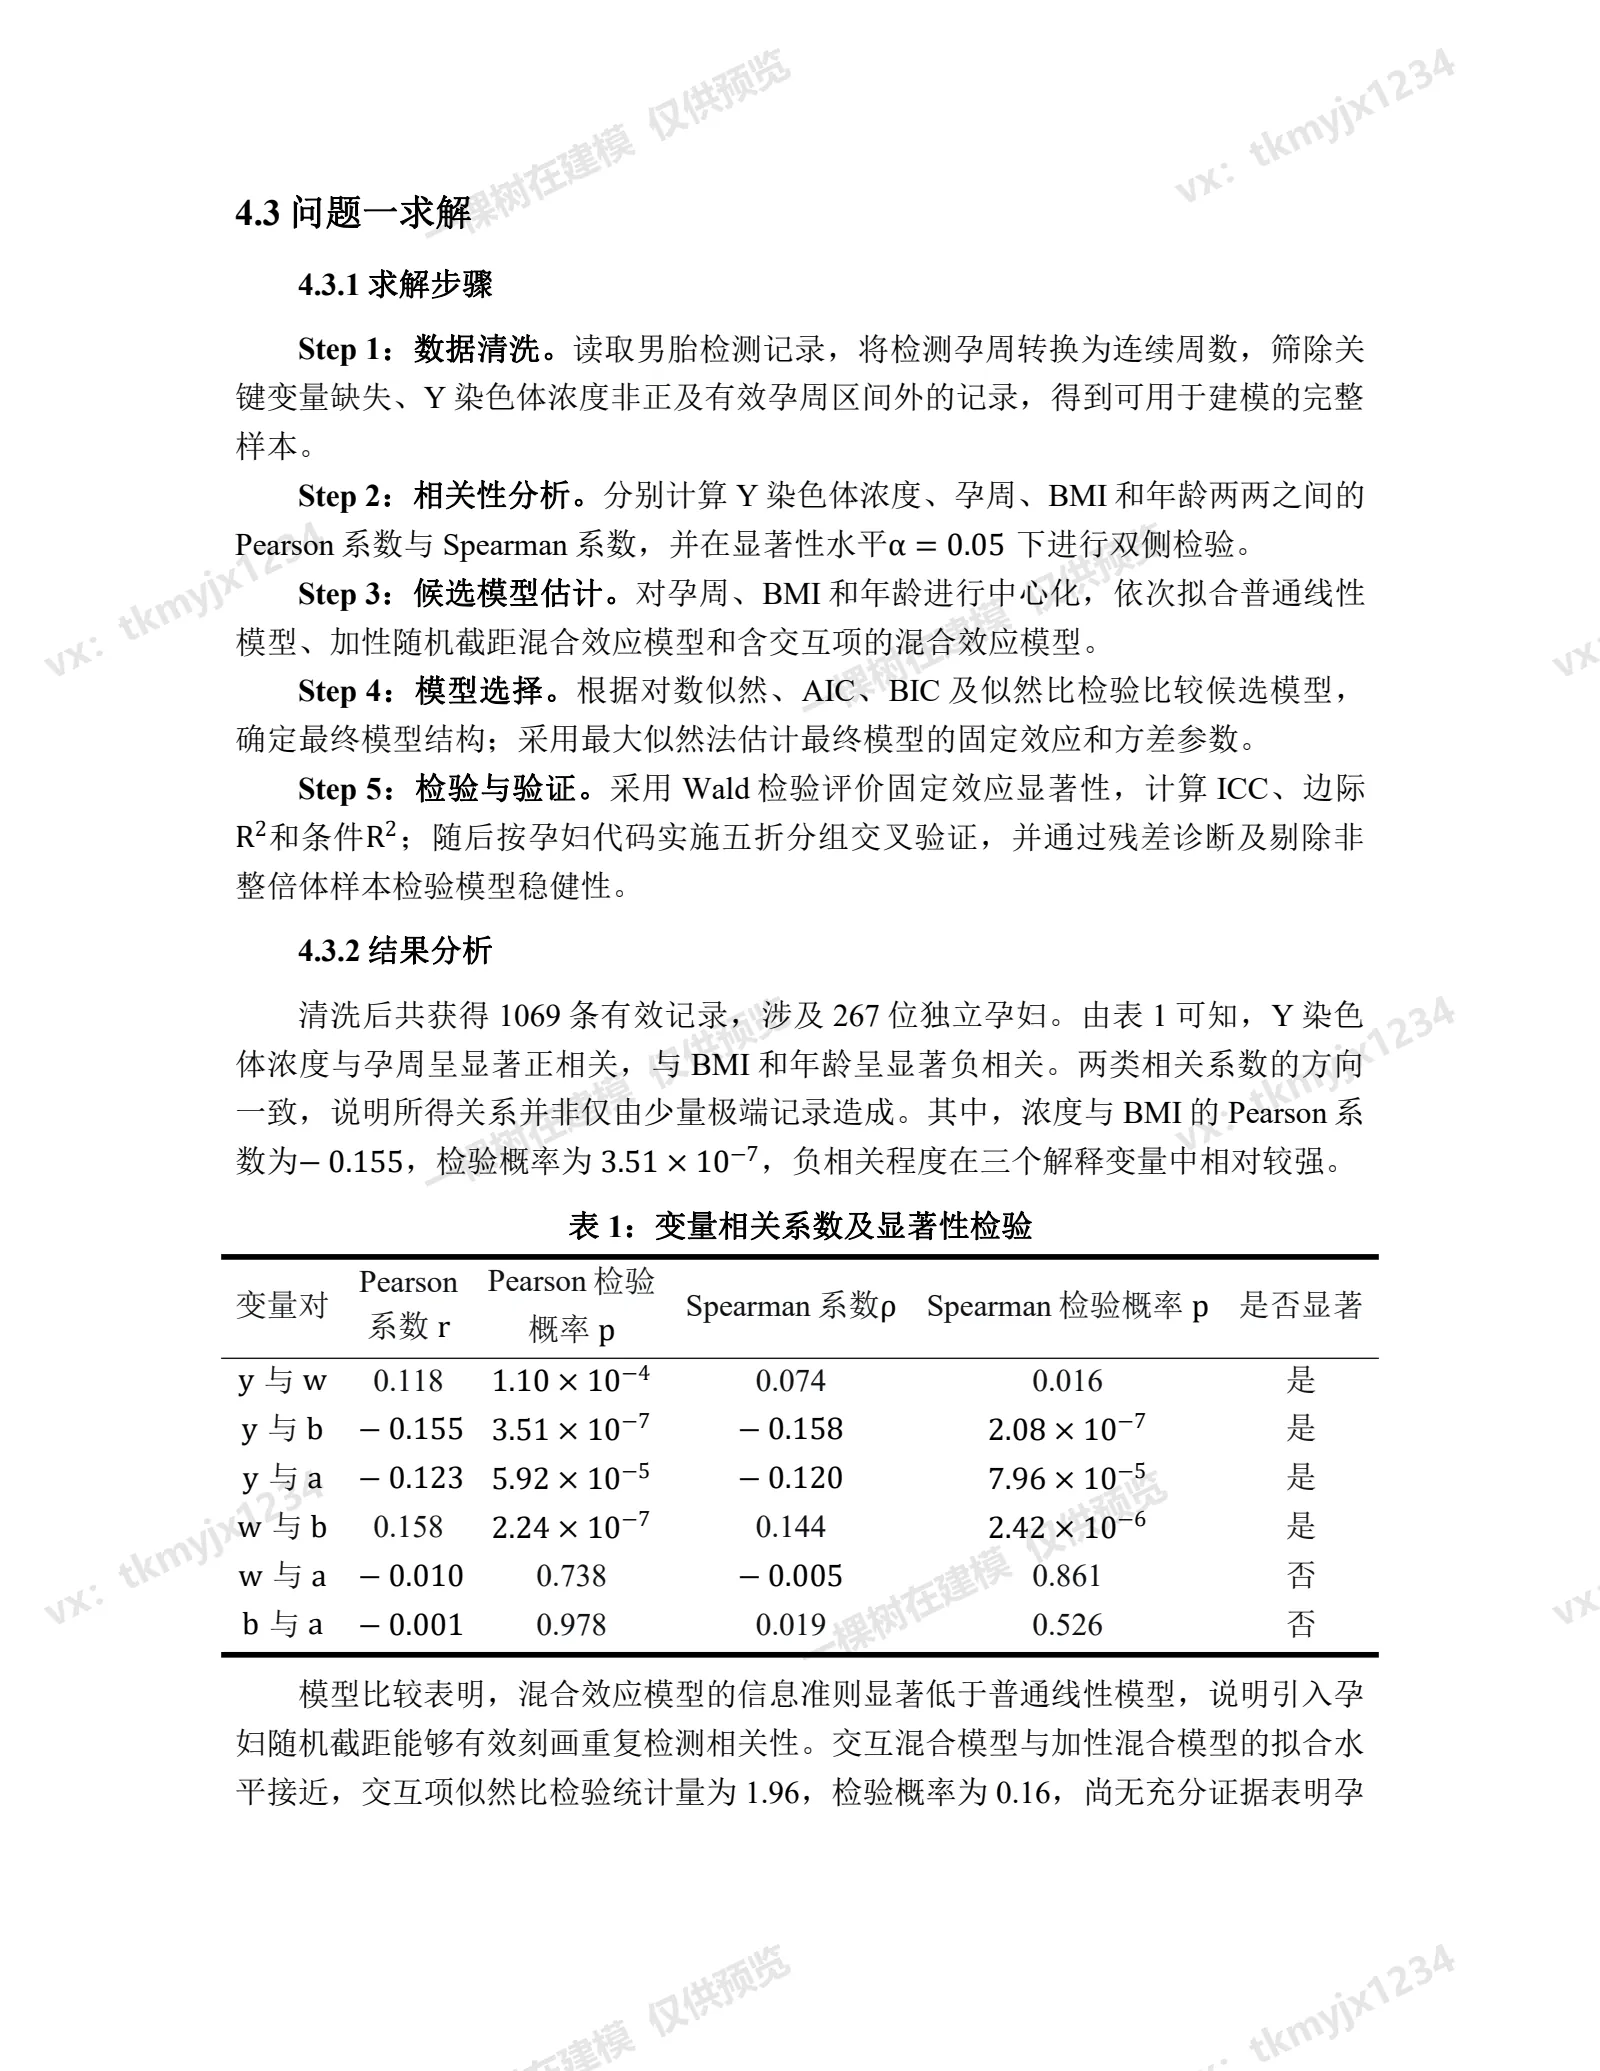 一棵树在建模 仅供预览
vx: tkmyjx1234
4.3 问题一求解
4.3.1 求解步骤
Step 1：数据清洗。读取男胎检测记录，将检测孕周转换为连续周数，筛除关
键变量缺失、Y 染色体浓度非正及有效孕周区间外的记录，得到可用于建模的完整
样本。
Step 2：相关性分析。分别计算 Y 染色体浓度、孕周、BMI 和年龄两两之间的
Pearson 系数与 Spearman 系数，并在显著性水平α = 0.05 下进行双侧检验。
Step 3：候选模型估计。对孕周、BMI 和年龄进行中心化，依次拟合普通线性
模型、加性随机截距混合效应模型和含交互项的混合效应模型。
Step 4：模型选择。根据对数似然、AIC、BIC 及似然比检验比较候选模型，
确定最终模型结构；采用最大似然法估计最终模型的固定效应和方差参数。
Step 5：检验与验证。采用 Wald 检验评价固定效应显著性，计算 ICC、边际
R²和条件R²；随后按孕妇代码实施五折分组交叉验证，并通过残差诊断及剔除非
整倍体样本检验模型稳健性。
4.3.2 结果分析
清洗后共获得 1069 条有效记录，涉及 267 位独立孕妇。由表 1 可知，Y 染色
体浓度与孕周呈显著正相关，与 BMI 和年龄呈显著负相关。两类相关系数的方向
一致，说明所得关系并非仅由少量极端记录造成。其中，浓度与 BMI 的 Pearson 系
数为− 0.155，检验概率为 3.51 × 10⁻⁷，负相关程度在三个解释变量中相对较强。
表 1：变量相关系数及显著性检验
变量对 Pearson 系数 r Pearson 检验概率 p Spearman 系数ρ Spearman 检验概率 p 是否显著
y 与 w 0.118 1.10 × 10⁻⁴ 0.074 0.016 是
y 与 b − 0.155 3.51 × 10⁻⁷ − 0.158 2.08 × 10⁻⁷ 是
y 与 a − 0.123 5.92 × 10⁻⁵ − 0.120 7.96 × 10⁻⁵ 是
w 与 b 0.158 2.24 × 10⁻⁷ 0.144 2.42 × 10⁻⁶ 是
w 与 a − 0.010 0.738 − 0.005 0.861 否
b 与 a − 0.001 0.978 0.019 0.526 否
模型比较表明，混合效应模型的信息准则显著低于普通线性模型，说明引入孕
妇随机截距能够有效刻画重复检测相关性。交互混合模型与加性混合模型的拟合水
平接近，交互项似然比检验统计量为 1.96，检验概率为 0.16，尚无充分证据表明孕